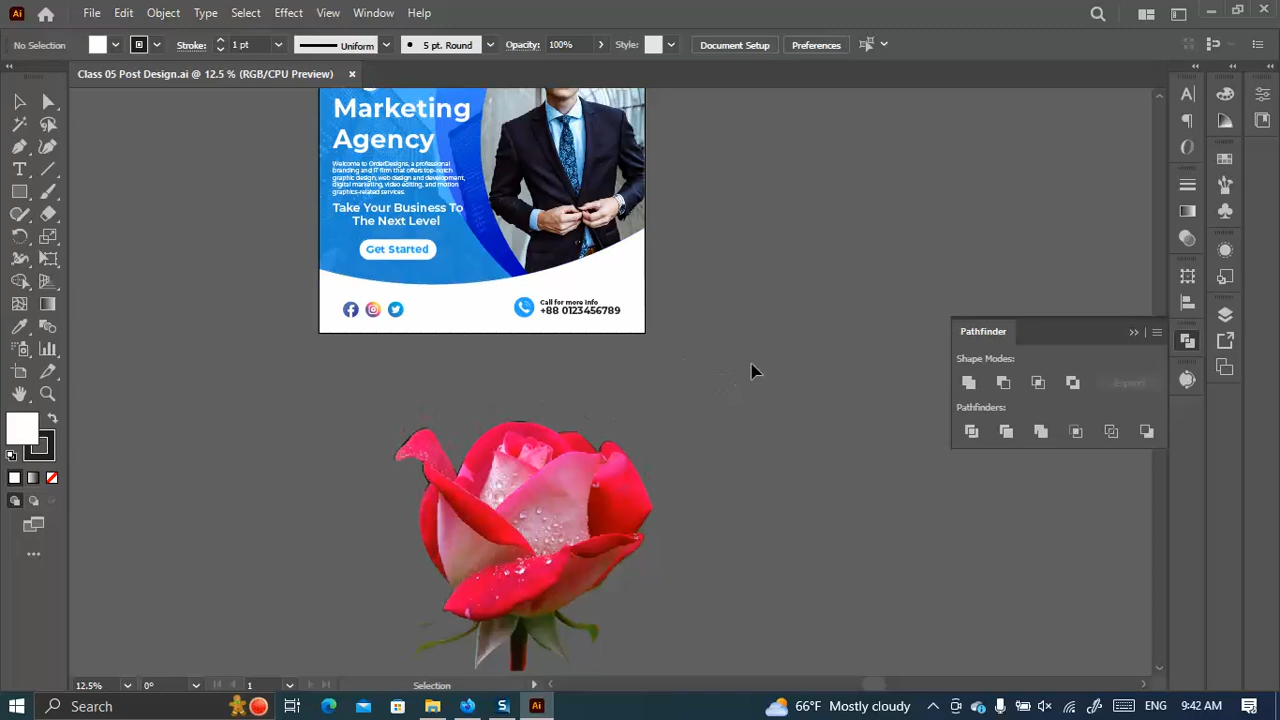 File Edit Object Type Select Effect View Window Help
No Selection Stroke: 1 pt Uniform 5 pt. Round Opacity: 100% Style: Document Setup Preferences
Class 05 Post Design.ai @ 12.5 % (RGB/CPU Preview)
Marketing
Agency
Welcome to OrderDesigns, a professional
branding and IT firm that offers top-notch
graphic design, web design and development,
digital marketing, video editing, and motion
graphics-related services.
Take Your Business To
The Next Level
Get Started
Call for more Info
+88 0123456789
Pathfinder
Shape Modes:
Expand
Pathfinders:
12.5% 0° 1 Selection
Search 66°F Mostly cloudy ENG 9:42 AM